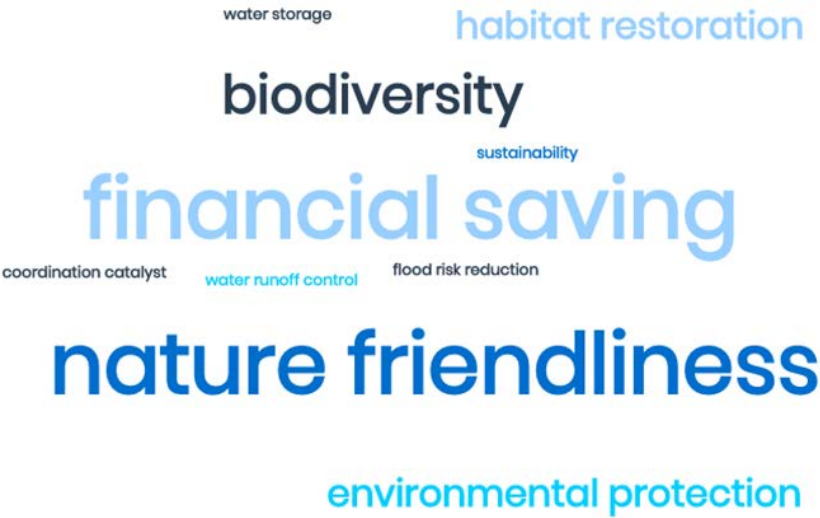 water storage
habitat restoration
biodiversity
sustainability
financial saving
coordination catalyst
water runoff control
flood risk reduction
nature friendliness
environmental protection